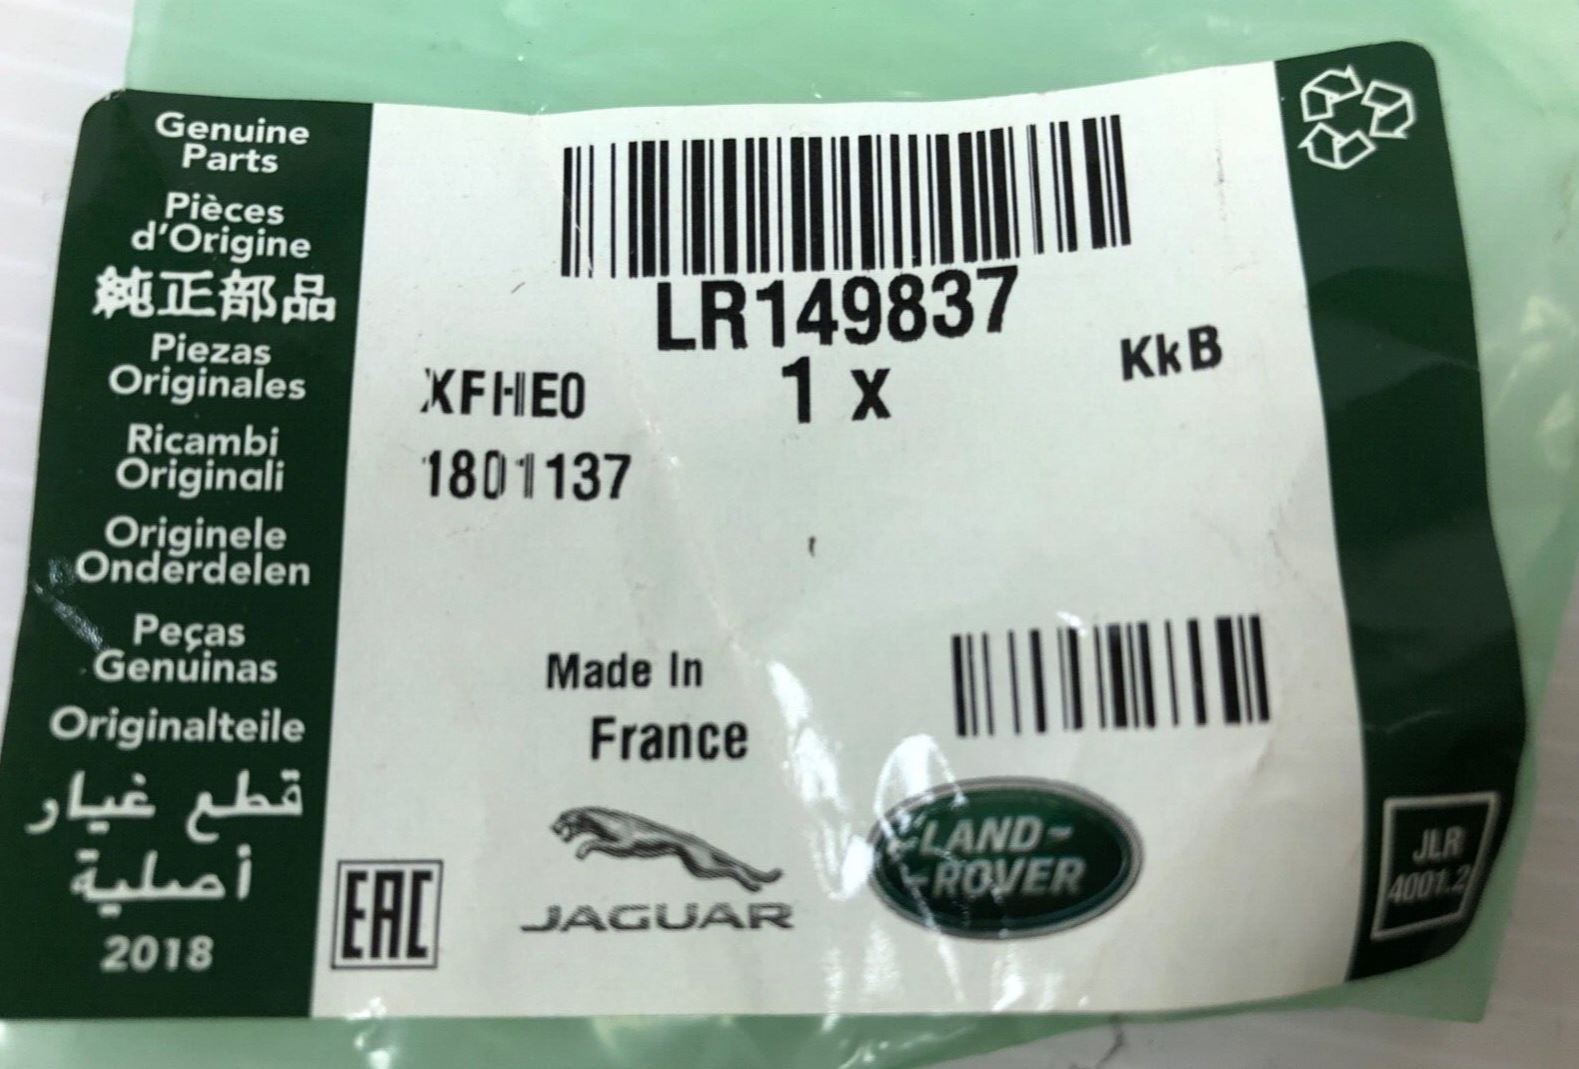 Genuine
Parts
Pièces
d'Origine
純正部品
Piezas
Originales
Ricambi
Originali
Originele
Onderdelen
Peças
Genuinas
Originalteile
قطع غيار
أصلية
2018
LR149837
1 x
KkB
XFHE0
1801137
Made In
France
EAC
JAGUAR
LAND-
-ROVER
JLR
4001.2